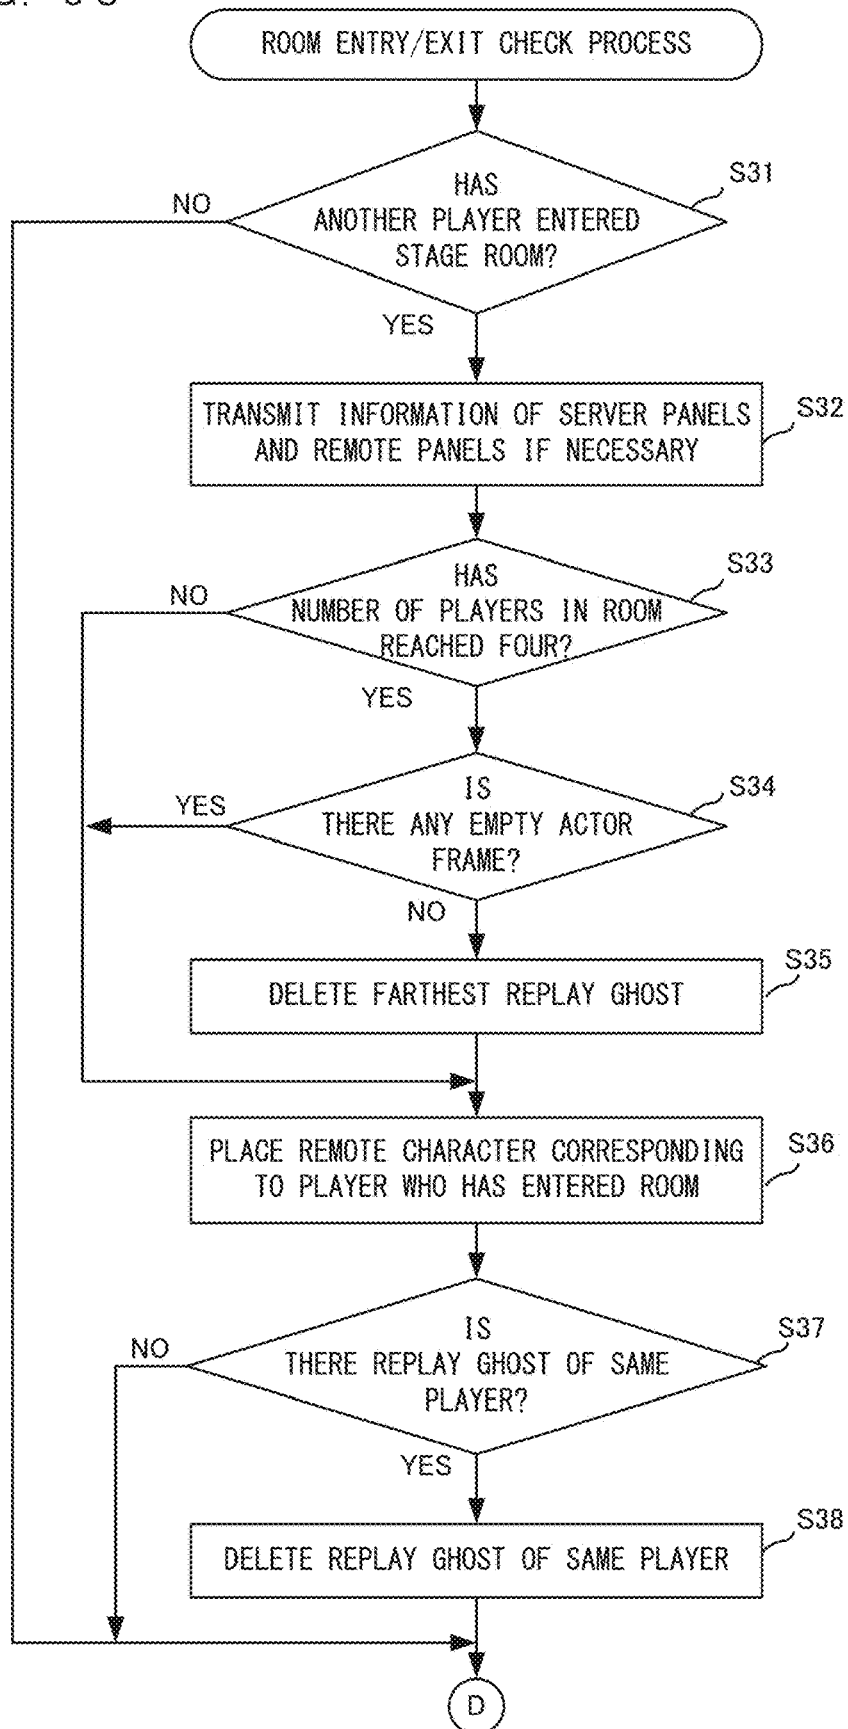 ROOM ENTRY/EXIT CHECK PROCESS
S31
HAS
NO
ANOTHER PLAYER ENTERED
STAGE ROOM?
YES
S32
TRANSMIT INFORMATION OF SERVER PANELS
AND REMOTE PANELS IF NECESSARY
S33
HAS
NO
NUMBER OF PLAYERS IN ROOM
REACHED FOUR?
YES
S34
IS
YES
THERE ANY EMPTY ACTOR
FRAME?
NO
S35
DELETE FARTHEST REPLAY GHOST
S36
PLACE REMOTE CHARACTER CORRESPONDING
TO PLAYER WHO HAS ENTERED ROOM
S37
IS
NO
THERE REPLAY GHOST OF SAME
PLAYER?
YES
S38
DELETE REPLAY GHOST OF SAME PLAYER
D